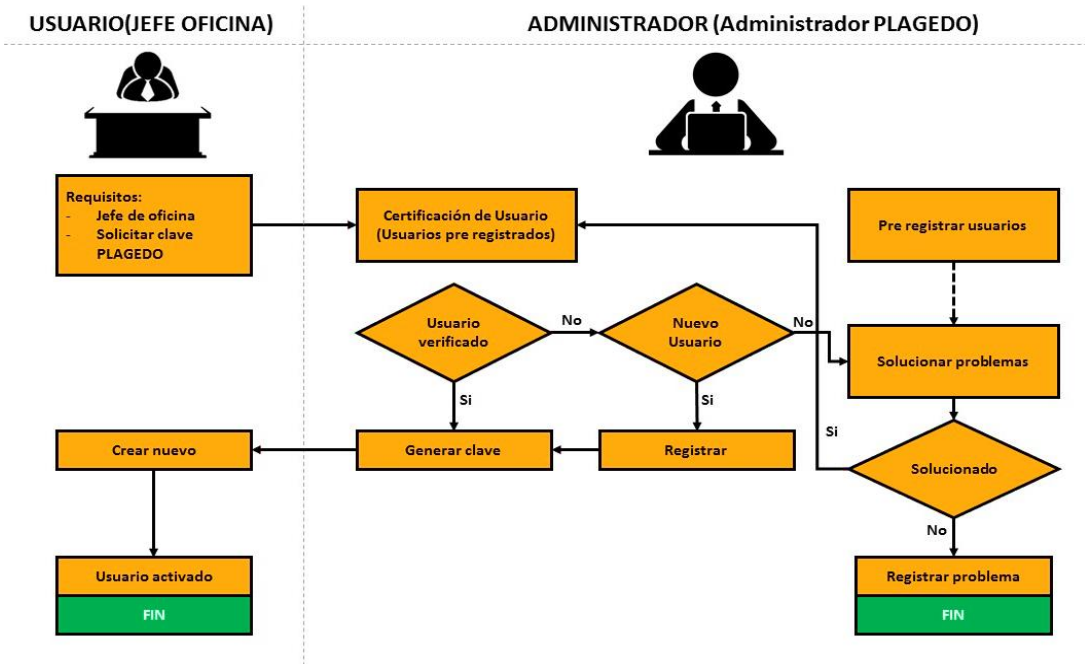 USUARIO(JEFE OFICINA)
ADMINISTRADOR (Administrador PLAGEDO)
Requisitos:
- Jefe de oficina
- Solicitar clave
PLAGEDO
Certificación de Usuario
(Usuarios pre registrados)
Pre registrar usuarios
Usuario
verificado
No
Nuevo
Usuario
No
Solucionar problemas
Si
Si
Si
Crear nuevo
Generar clave
Registrar
Solucionado
No
Usuario activado
FIN
Registrar problema
FIN